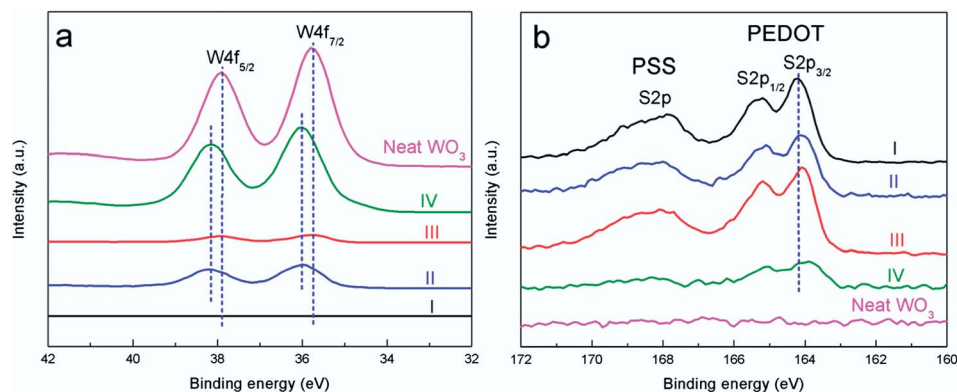 a
W4f5/2
W4f7/2
Neat WO3
IV
III
II
I
Intensity (a.u.)
42 40 38 36 34 32
Binding energy (eV)
b
PEDOT
PSS
S2p3/2
S2p1/2
S2p
I
II
III
IV
Neat WO3
Intensity (a.u.)
172 170 168 166 164 162 160
Binding energy (eV)